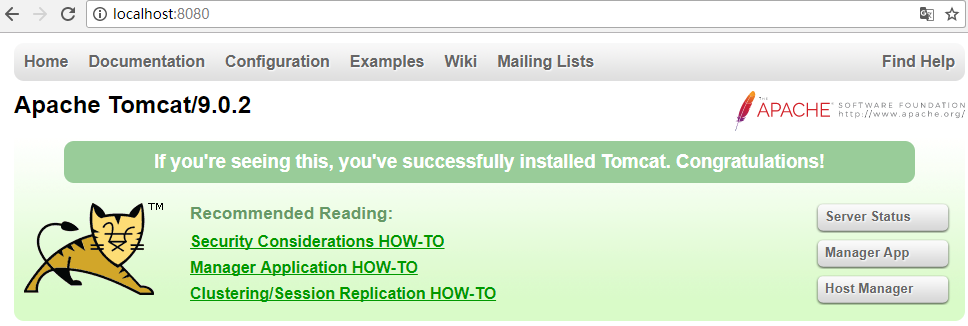 localhost:8080
Home Documentation Configuration Examples Wiki Mailing Lists Find Help
Apache Tomcat/9.0.2
THE APACHE SOFTWARE FOUNDATION
http://www.apache.org/
If you're seeing this, you've successfully installed Tomcat. Congratulations!
TM
Recommended Reading:
Security Considerations HOW-TO
Manager Application HOW-TO
Clustering/Session Replication HOW-TO
Server Status
Manager App
Host Manager